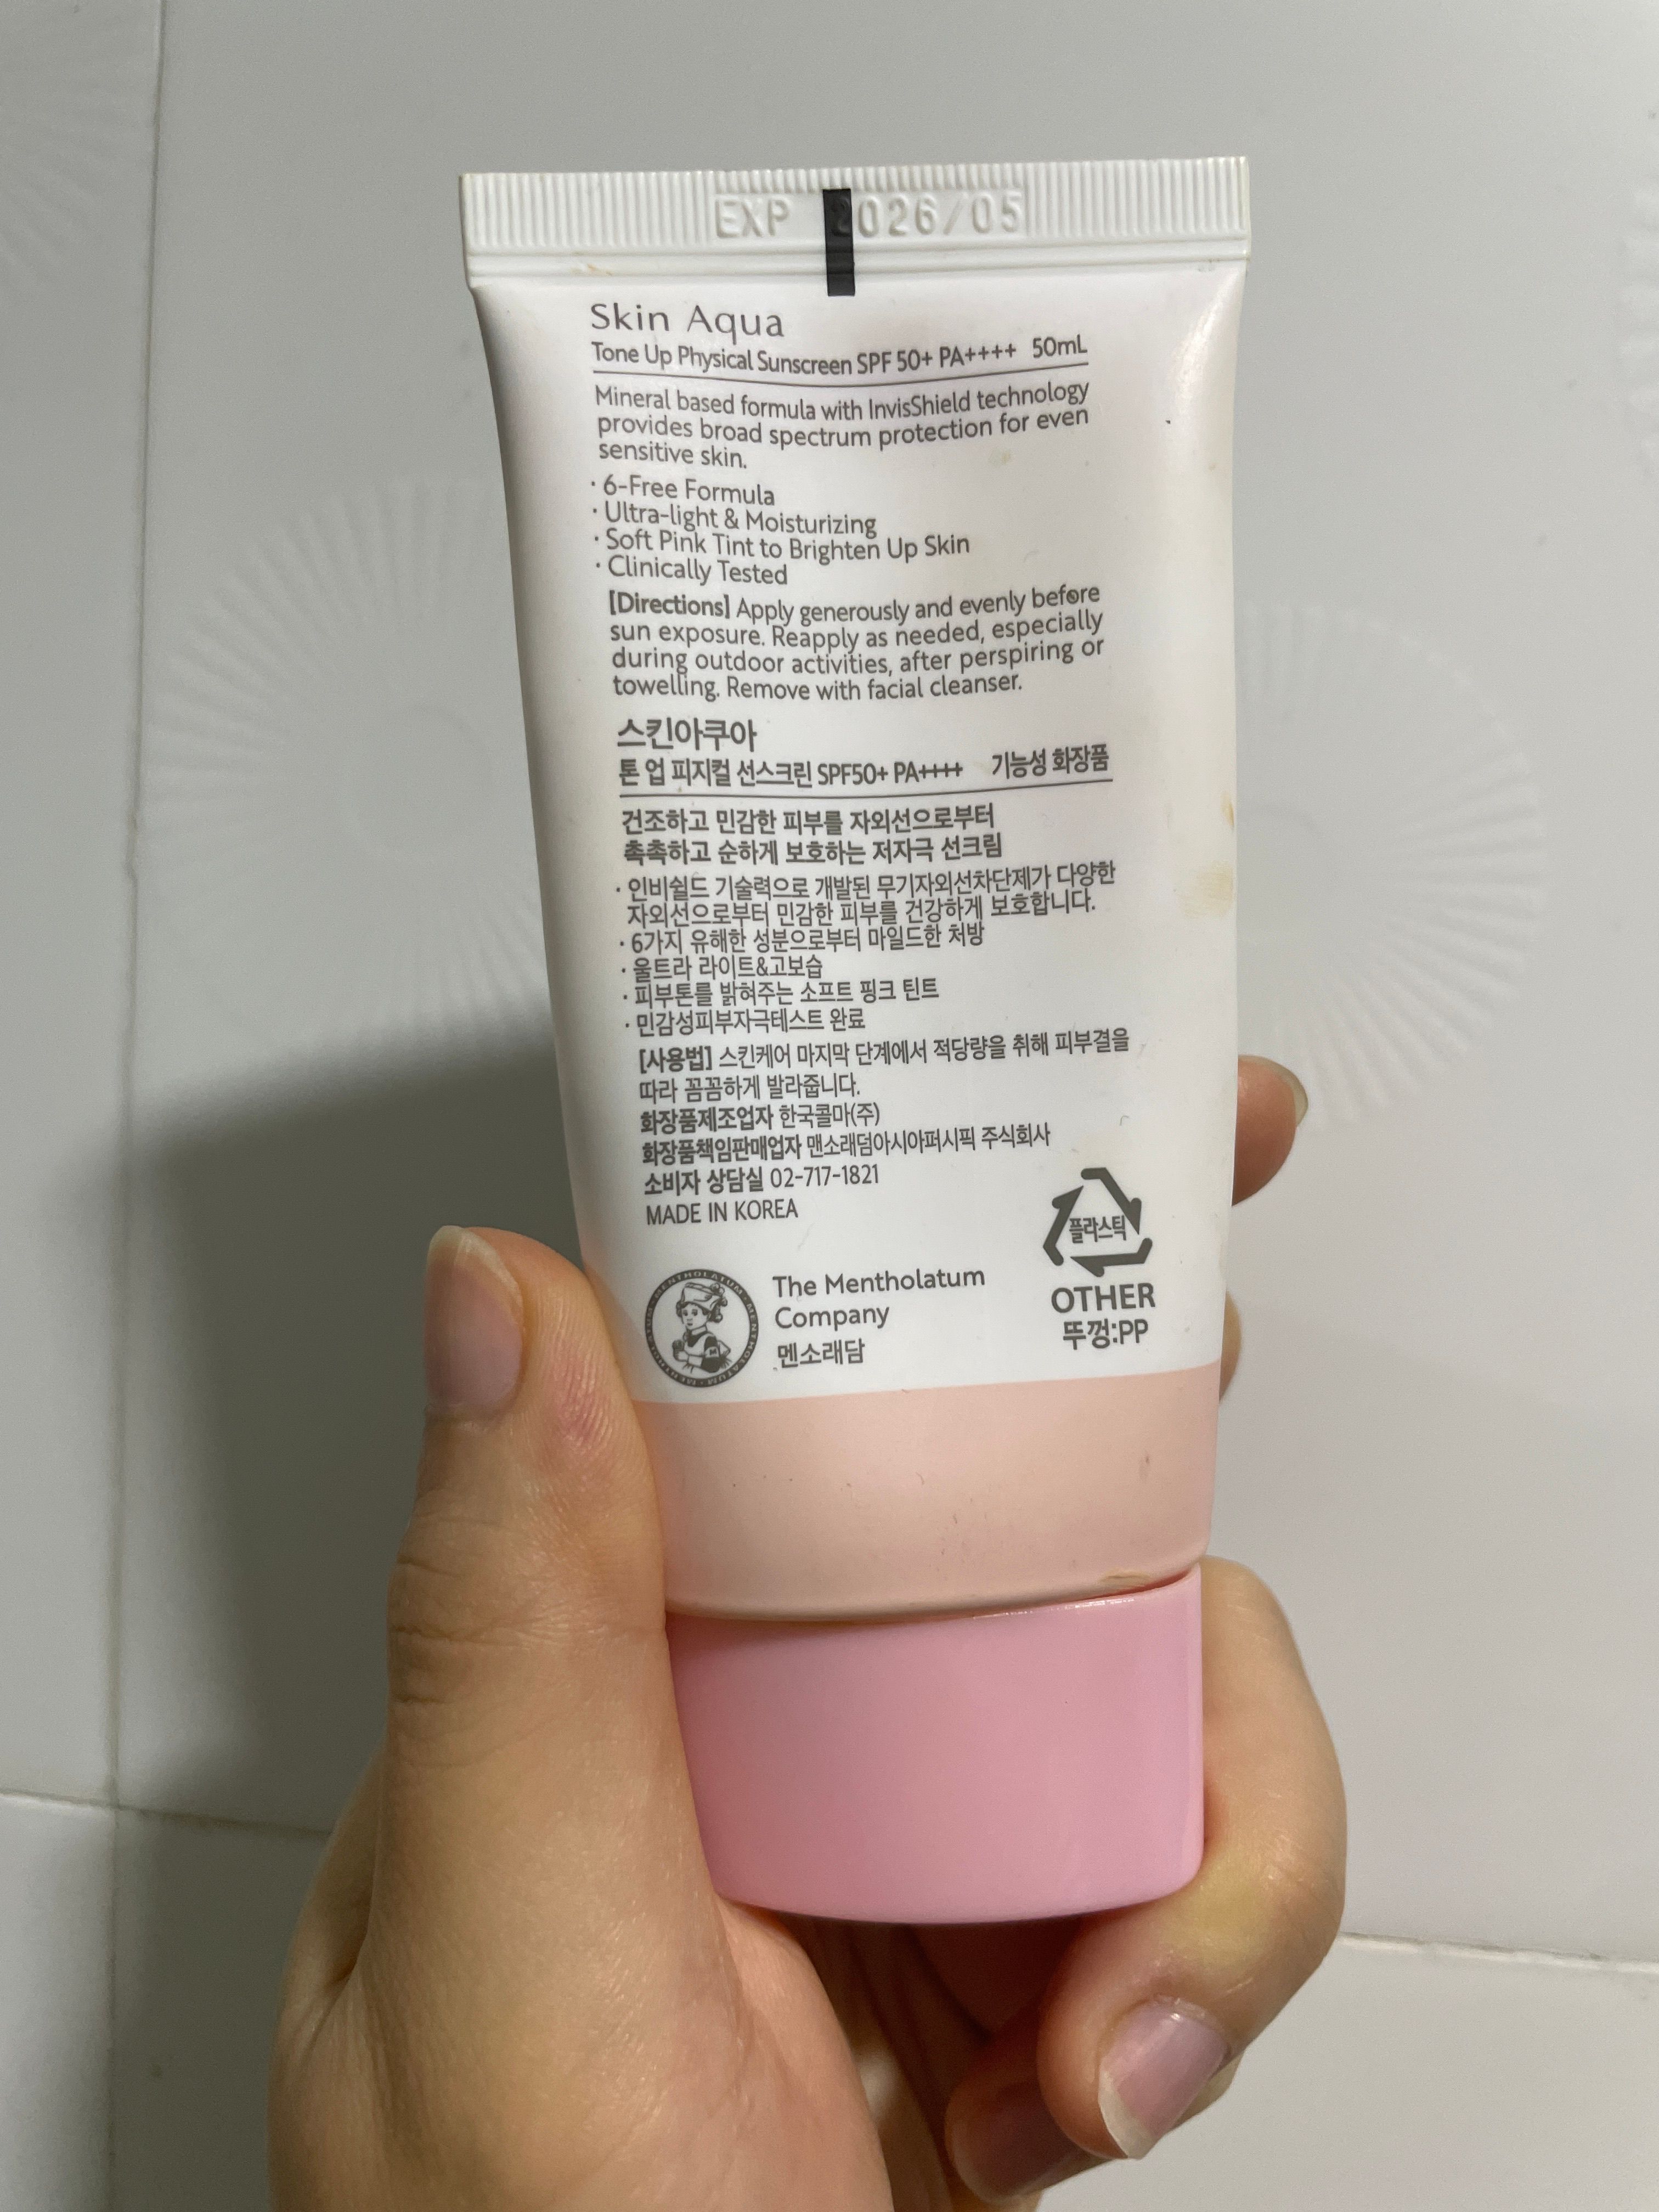 EXP 2026/05
Skin Aqua
Tone Up Physical Sunscreen SPF 50+ PA++++ 50mL
Mineral based formula with InvisShield technology
provides broad spectrum protection for even
sensitive skin.
· 6-Free Formula
· Ultra-light & Moisturizing
· Soft Pink Tint to Brighten Up Skin
· Clinically Tested
[Directions] Apply generously and evenly before
sun exposure. Reapply as needed, especially
during outdoor activities, after perspiring or
towelling. Remove with facial cleanser.
스킨아쿠아
톤 업 피지컬 선스크린 SPF50+ PA++++ 기능성 화장품
건조하고 민감한 피부를 자외선으로부터
촉촉하고 순하게 보호하는 저자극 선크림
· 인비쉴드 기술력으로 개발된 무기자외선차단제가 다양한
자외선으로부터 민감한 피부를 건강하게 보호합니다.
· 6가지 유해한 성분으로부터 마일드한 처방
· 울트라 라이트&고보습
· 피부톤를 밝혀주는 소프트 핑크 틴트
· 민감성피부자극테스트 완료
[사용법] 스킨케어 마지막 단계에서 적당량을 취해 피부결을
따라 꼼꼼하게 발라줍니다.
화장품제조업자 한국콜마(주)
화장품책임판매업자 맨소래덤아시아퍼시픽 주식회사
소비자 상담실 02-717-1821
MADE IN KOREA
The Mentholatum
Company
멘소래담
플라스틱
OTHER
뚜껑:PP
MENTHOLATUM · MENTHOLATUM · MENTHOLATUM